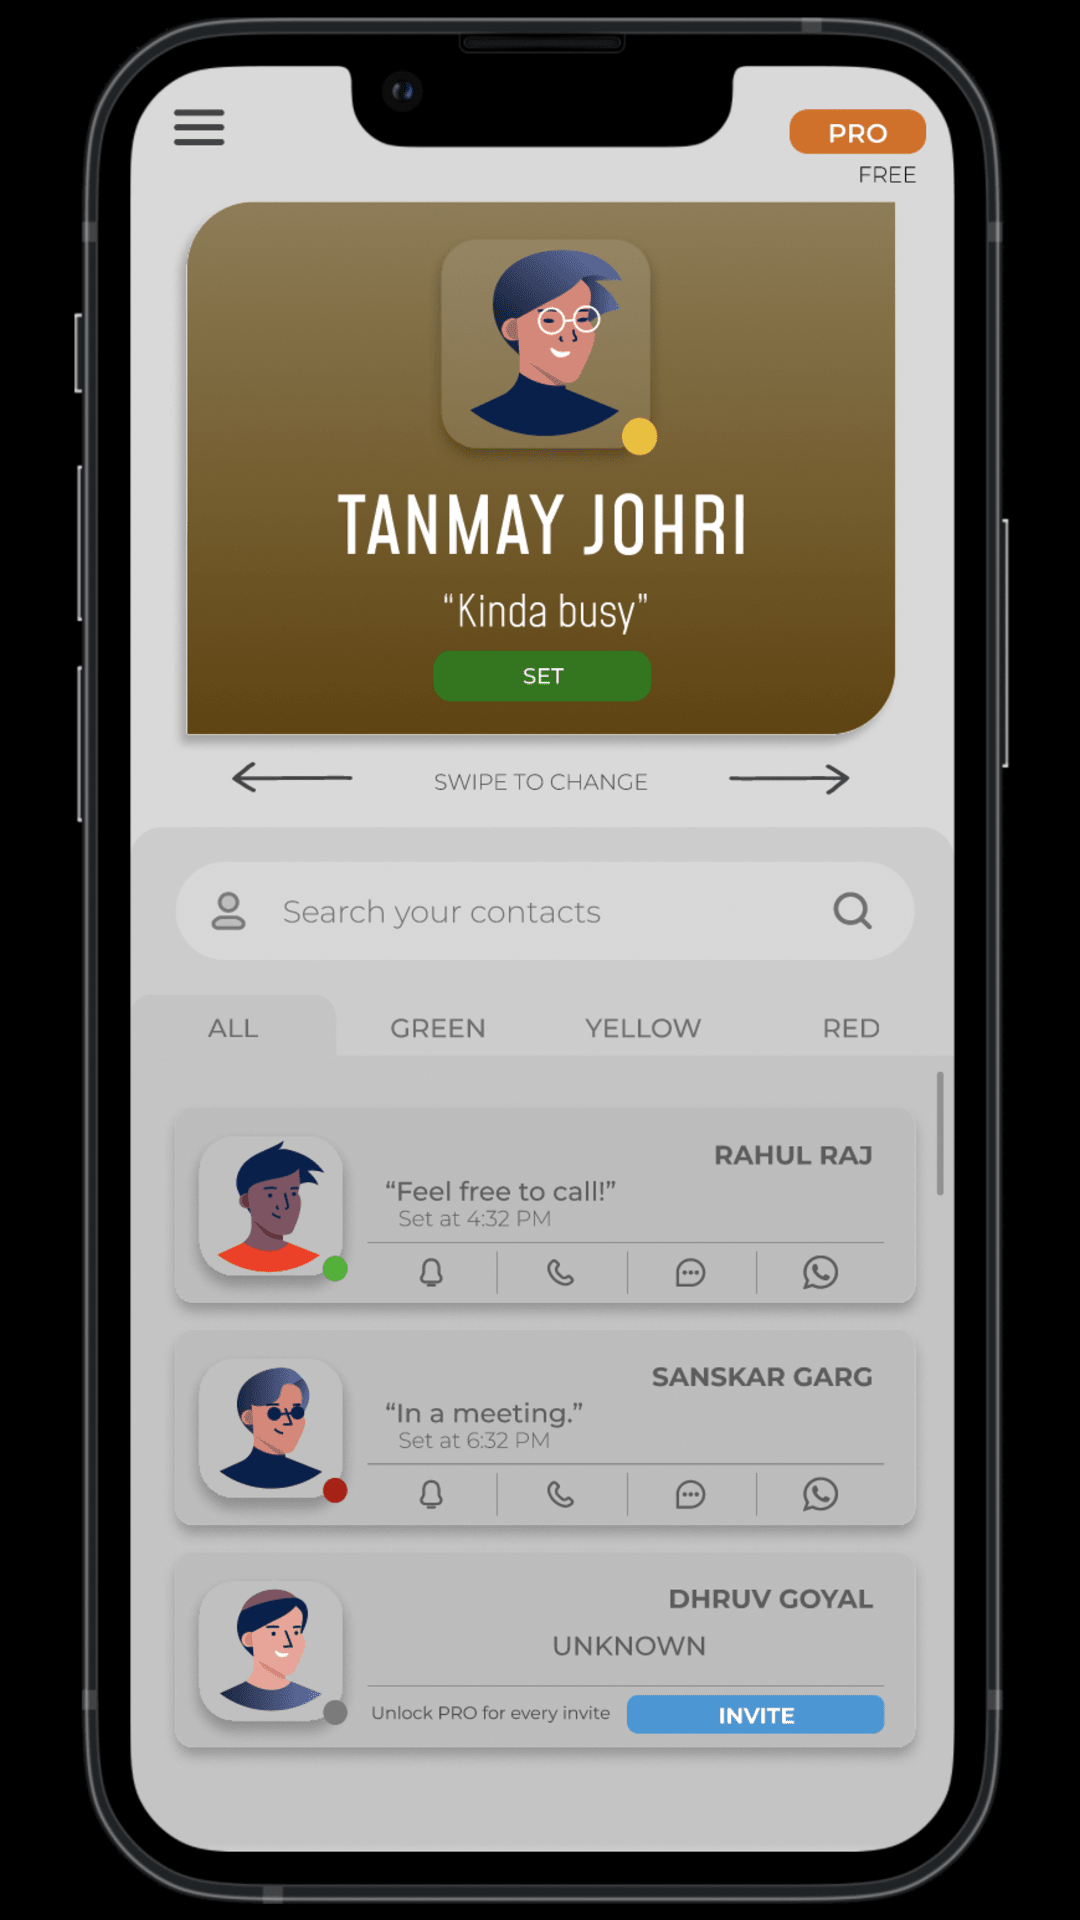 PRO
FREE
TANMAY JOHRI
“Kinda busy”
SET
SWIPE TO CHANGE
Search your contacts
ALL GREEN YELLOW RED
RAHUL RAJ
“Feel free to call!”
Set at 4:32 PM
SANSKAR GARG
“In a meeting.”
Set at 6:32 PM
DHRUV GOYAL
UNKNOWN
Unlock PRO for every invite INVITE